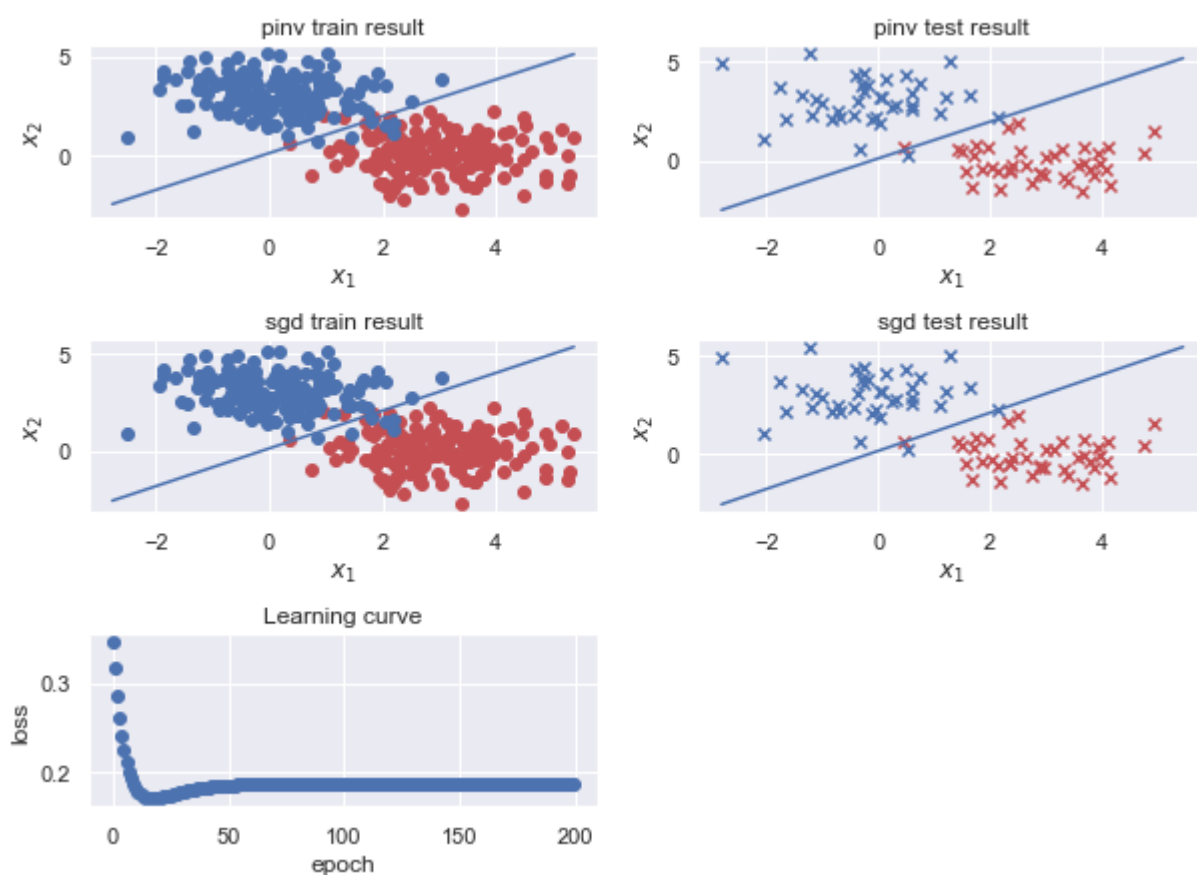 pinv train result
5
0
x₂
−2 0 2 4
x₁
pinv test result
5
0
x₂
−2 0 2 4
x₁
sgd train result
5
0
x₂
−2 0 2 4
x₁
sgd test result
5
0
x₂
−2 0 2 4
x₁
Learning curve
0.3
0.2
loss
0 50 100 150 200
epoch